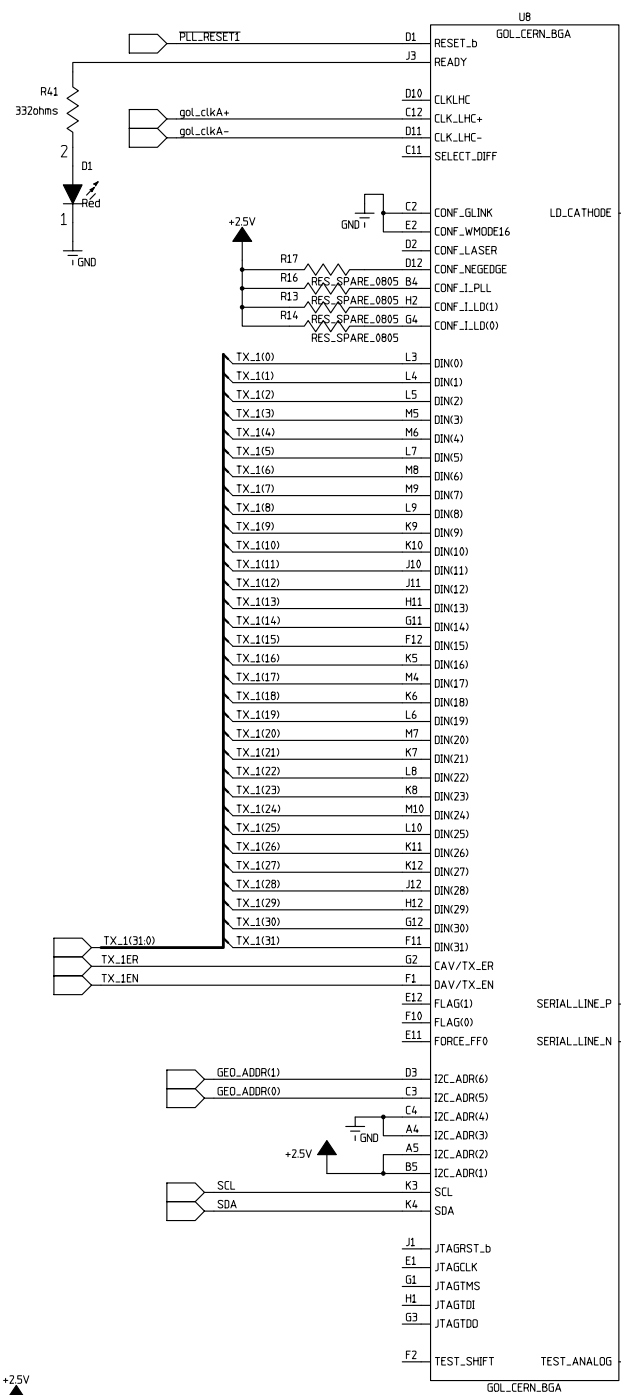 U8
GOL_CERN_BGA
PLL_RESET1 D1 RESET_b
J3 READY
R41
332ohms
2
D1
Red
1
GND
D10 CLKLHC
gol_clkA+ C12 CLK_LHC+
gol_clkA- D11 CLK_LHC-
C11 SELECT_DIFF
GND C2 CONF_GLINK LD_CATHODE
E2 CONF_WMODE16
+2.5V D2 CONF_LASER
R17 D12 CONF_NEGEDGE
RES_SPARE_0805
R16 B4 CONF_I_PLL
RES_SPARE_0805
R13 H2 CONF_I_LD(1)
RES_SPARE_0805
R14 G4 CONF_I_LD(0)
RES_SPARE_0805
TX_1(0) L3 DIN(0)
TX_1(1) L4 DIN(1)
TX_1(2) L5 DIN(2)
TX_1(3) M5 DIN(3)
TX_1(4) M6 DIN(4)
TX_1(5) L7 DIN(5)
TX_1(6) M8 DIN(6)
TX_1(7) M9 DIN(7)
TX_1(8) L9 DIN(8)
TX_1(9) K9 DIN(9)
TX_1(10) K10 DIN(10)
TX_1(11) J10 DIN(11)
TX_1(12) J11 DIN(12)
TX_1(13) H11 DIN(13)
TX_1(14) G11 DIN(14)
TX_1(15) F12 DIN(15)
TX_1(16) K5 DIN(16)
TX_1(17) M4 DIN(17)
TX_1(18) K6 DIN(18)
TX_1(19) L6 DIN(19)
TX_1(20) M7 DIN(20)
TX_1(21) K7 DIN(21)
TX_1(22) L8 DIN(22)
TX_1(23) K8 DIN(23)
TX_1(24) M10 DIN(24)
TX_1(25) L10 DIN(25)
TX_1(26) K11 DIN(26)
TX_1(27) K12 DIN(27)
TX_1(28) J12 DIN(28)
TX_1(29) H12 DIN(29)
TX_1(30) G12 DIN(30)
TX_1(31:0) TX_1(31) F11 DIN(31)
TX_1ER G2 CAV/TX_ER
TX_1EN F1 DAV/TX_EN
E12 FLAG(1) SERIAL_LINE_P
F10 FLAG(0)
E11 FORCE_FF0 SERIAL_LINE_N
GEO_ADDR(1) D3 I2C_ADR(6)
GEO_ADDR(0) C3 I2C_ADR(5)
C4 I2C_ADR(4)
GND A4 I2C_ADR(3)
+2.5V A5 I2C_ADR(2)
B5 I2C_ADR(1)
SCL K3 SCL
SDA K4 SDA
J1 JTAGRST_b
E1 JTAGCLK
G1 JTAGTMS
H1 JTAGTDI
G3 JTAGTDO
F2 TEST_SHIFT TEST_ANALOG
GOL_CERN_BGA
+2.5V